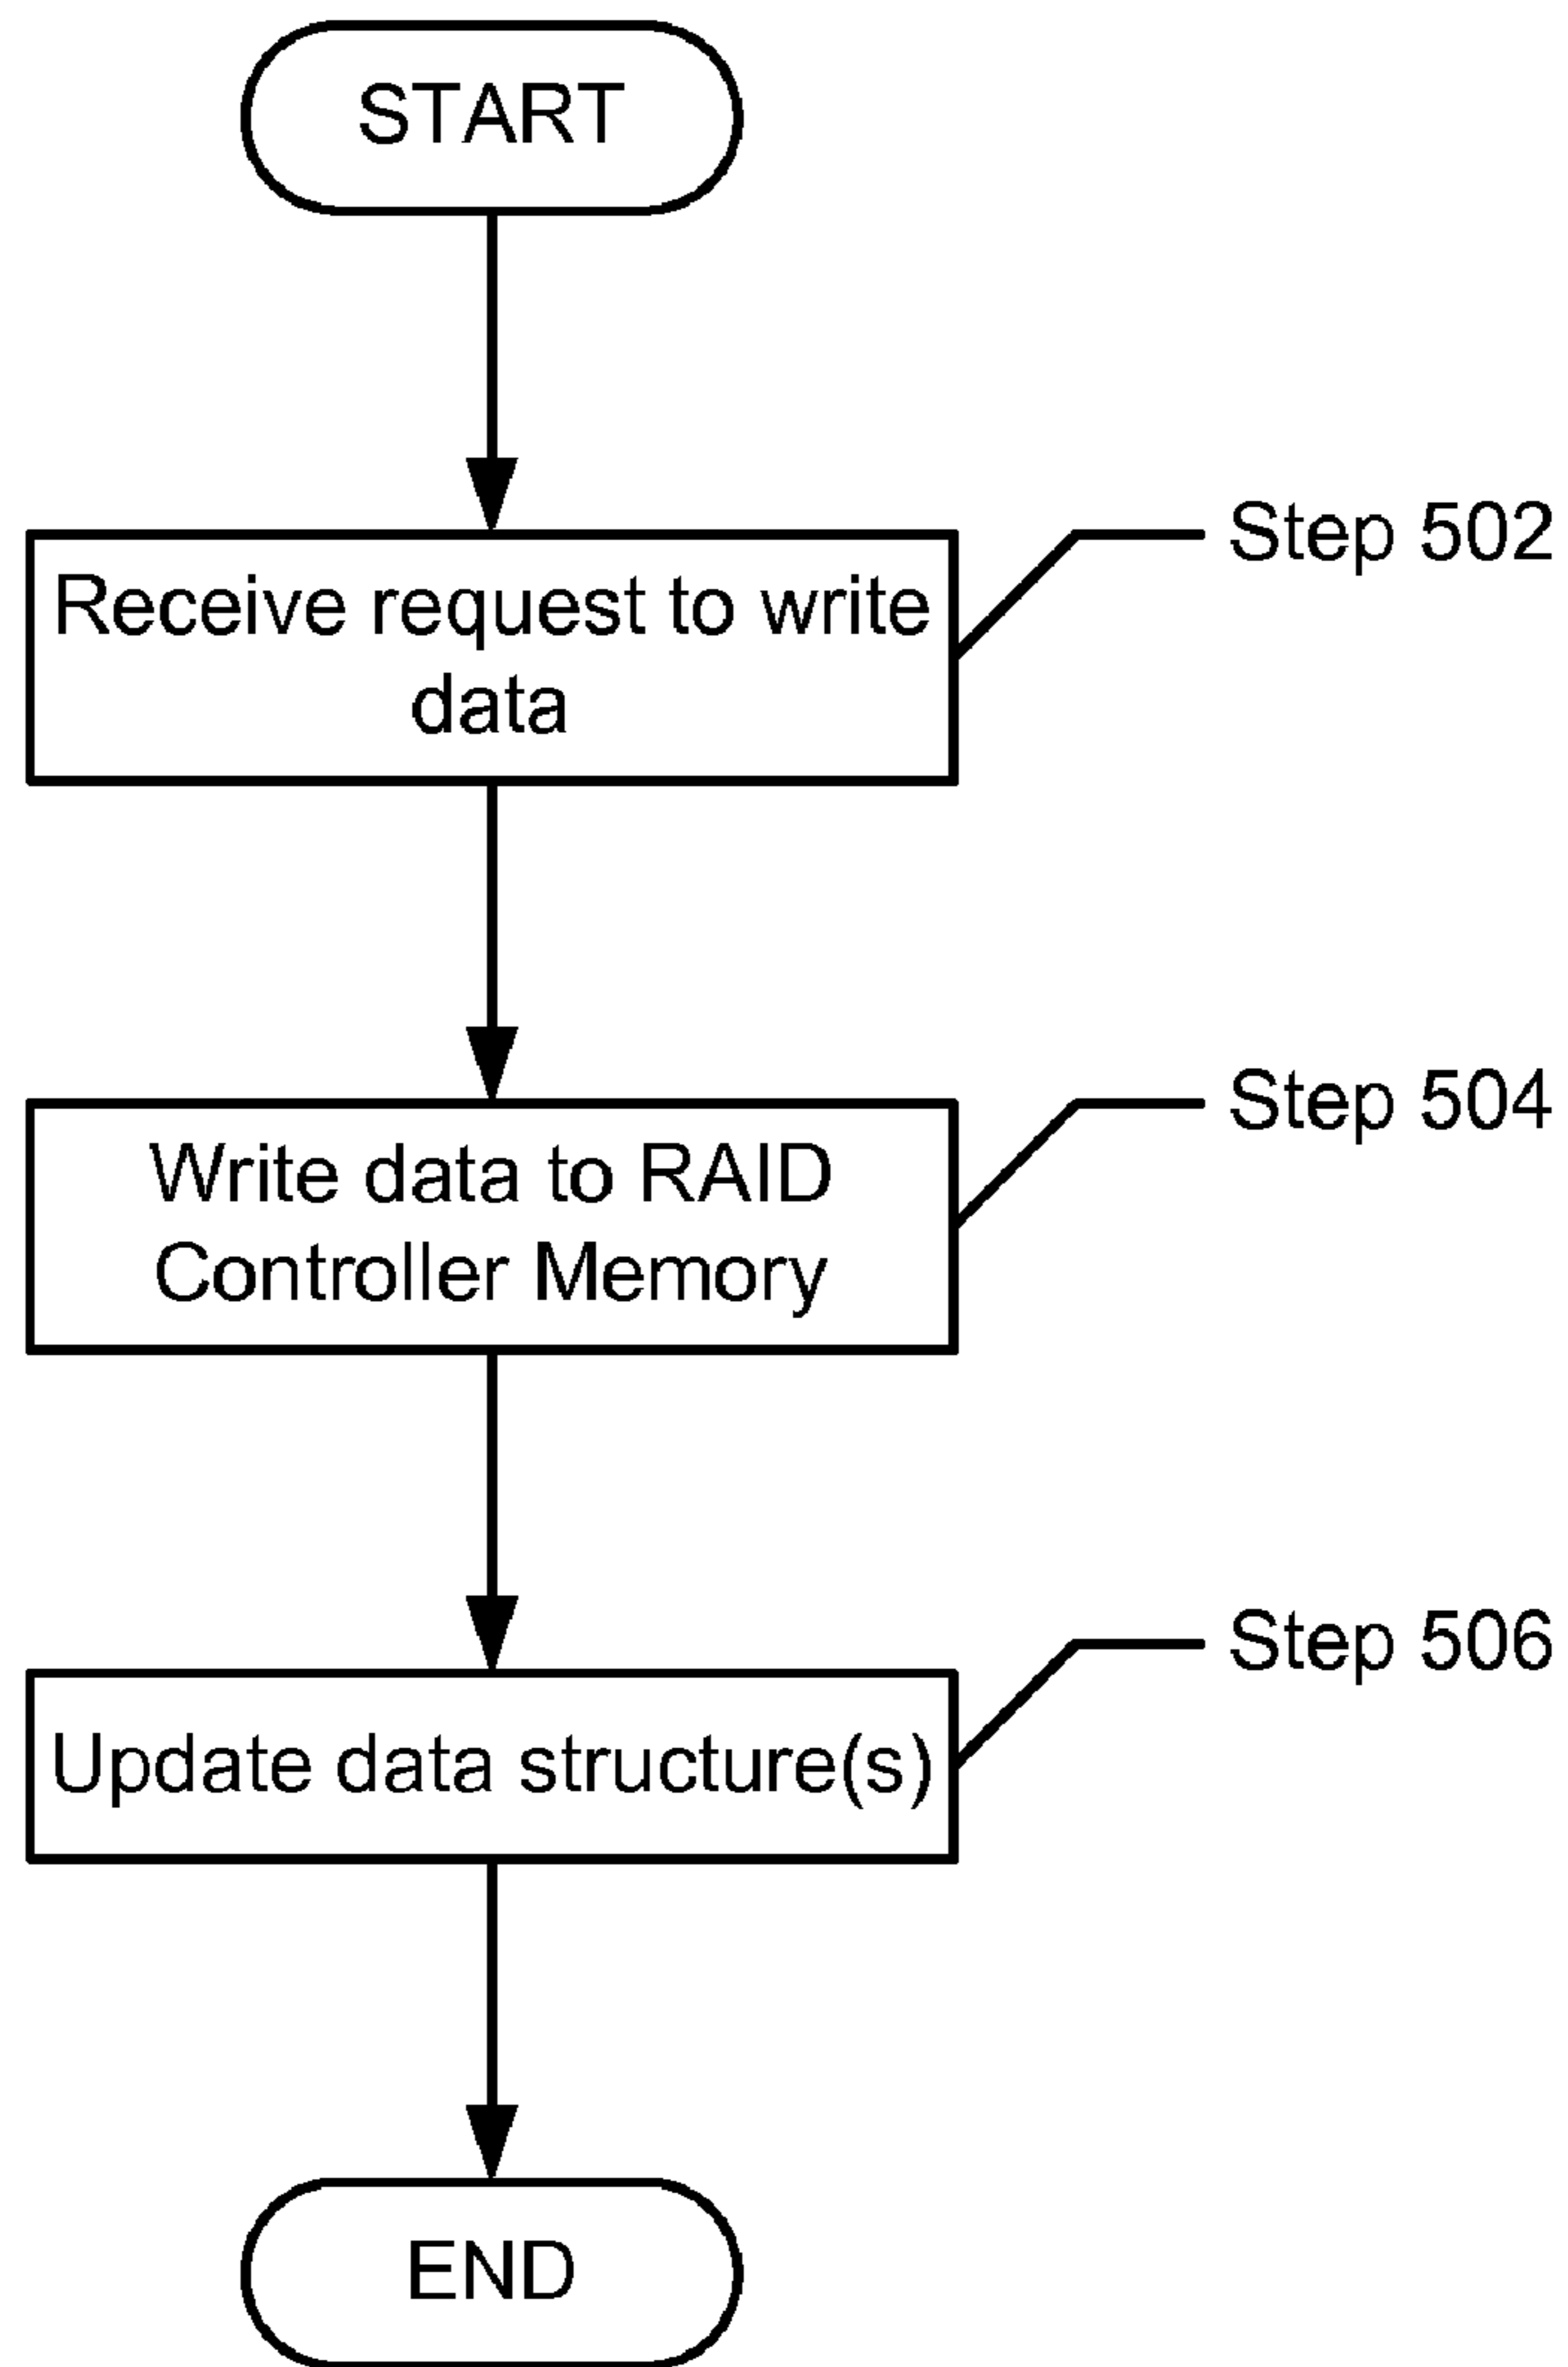 START
Step 502
Receive request to write
data
Step 504
Write data to RAID
Controller Memory
Step 506
Update data structure(s)
END